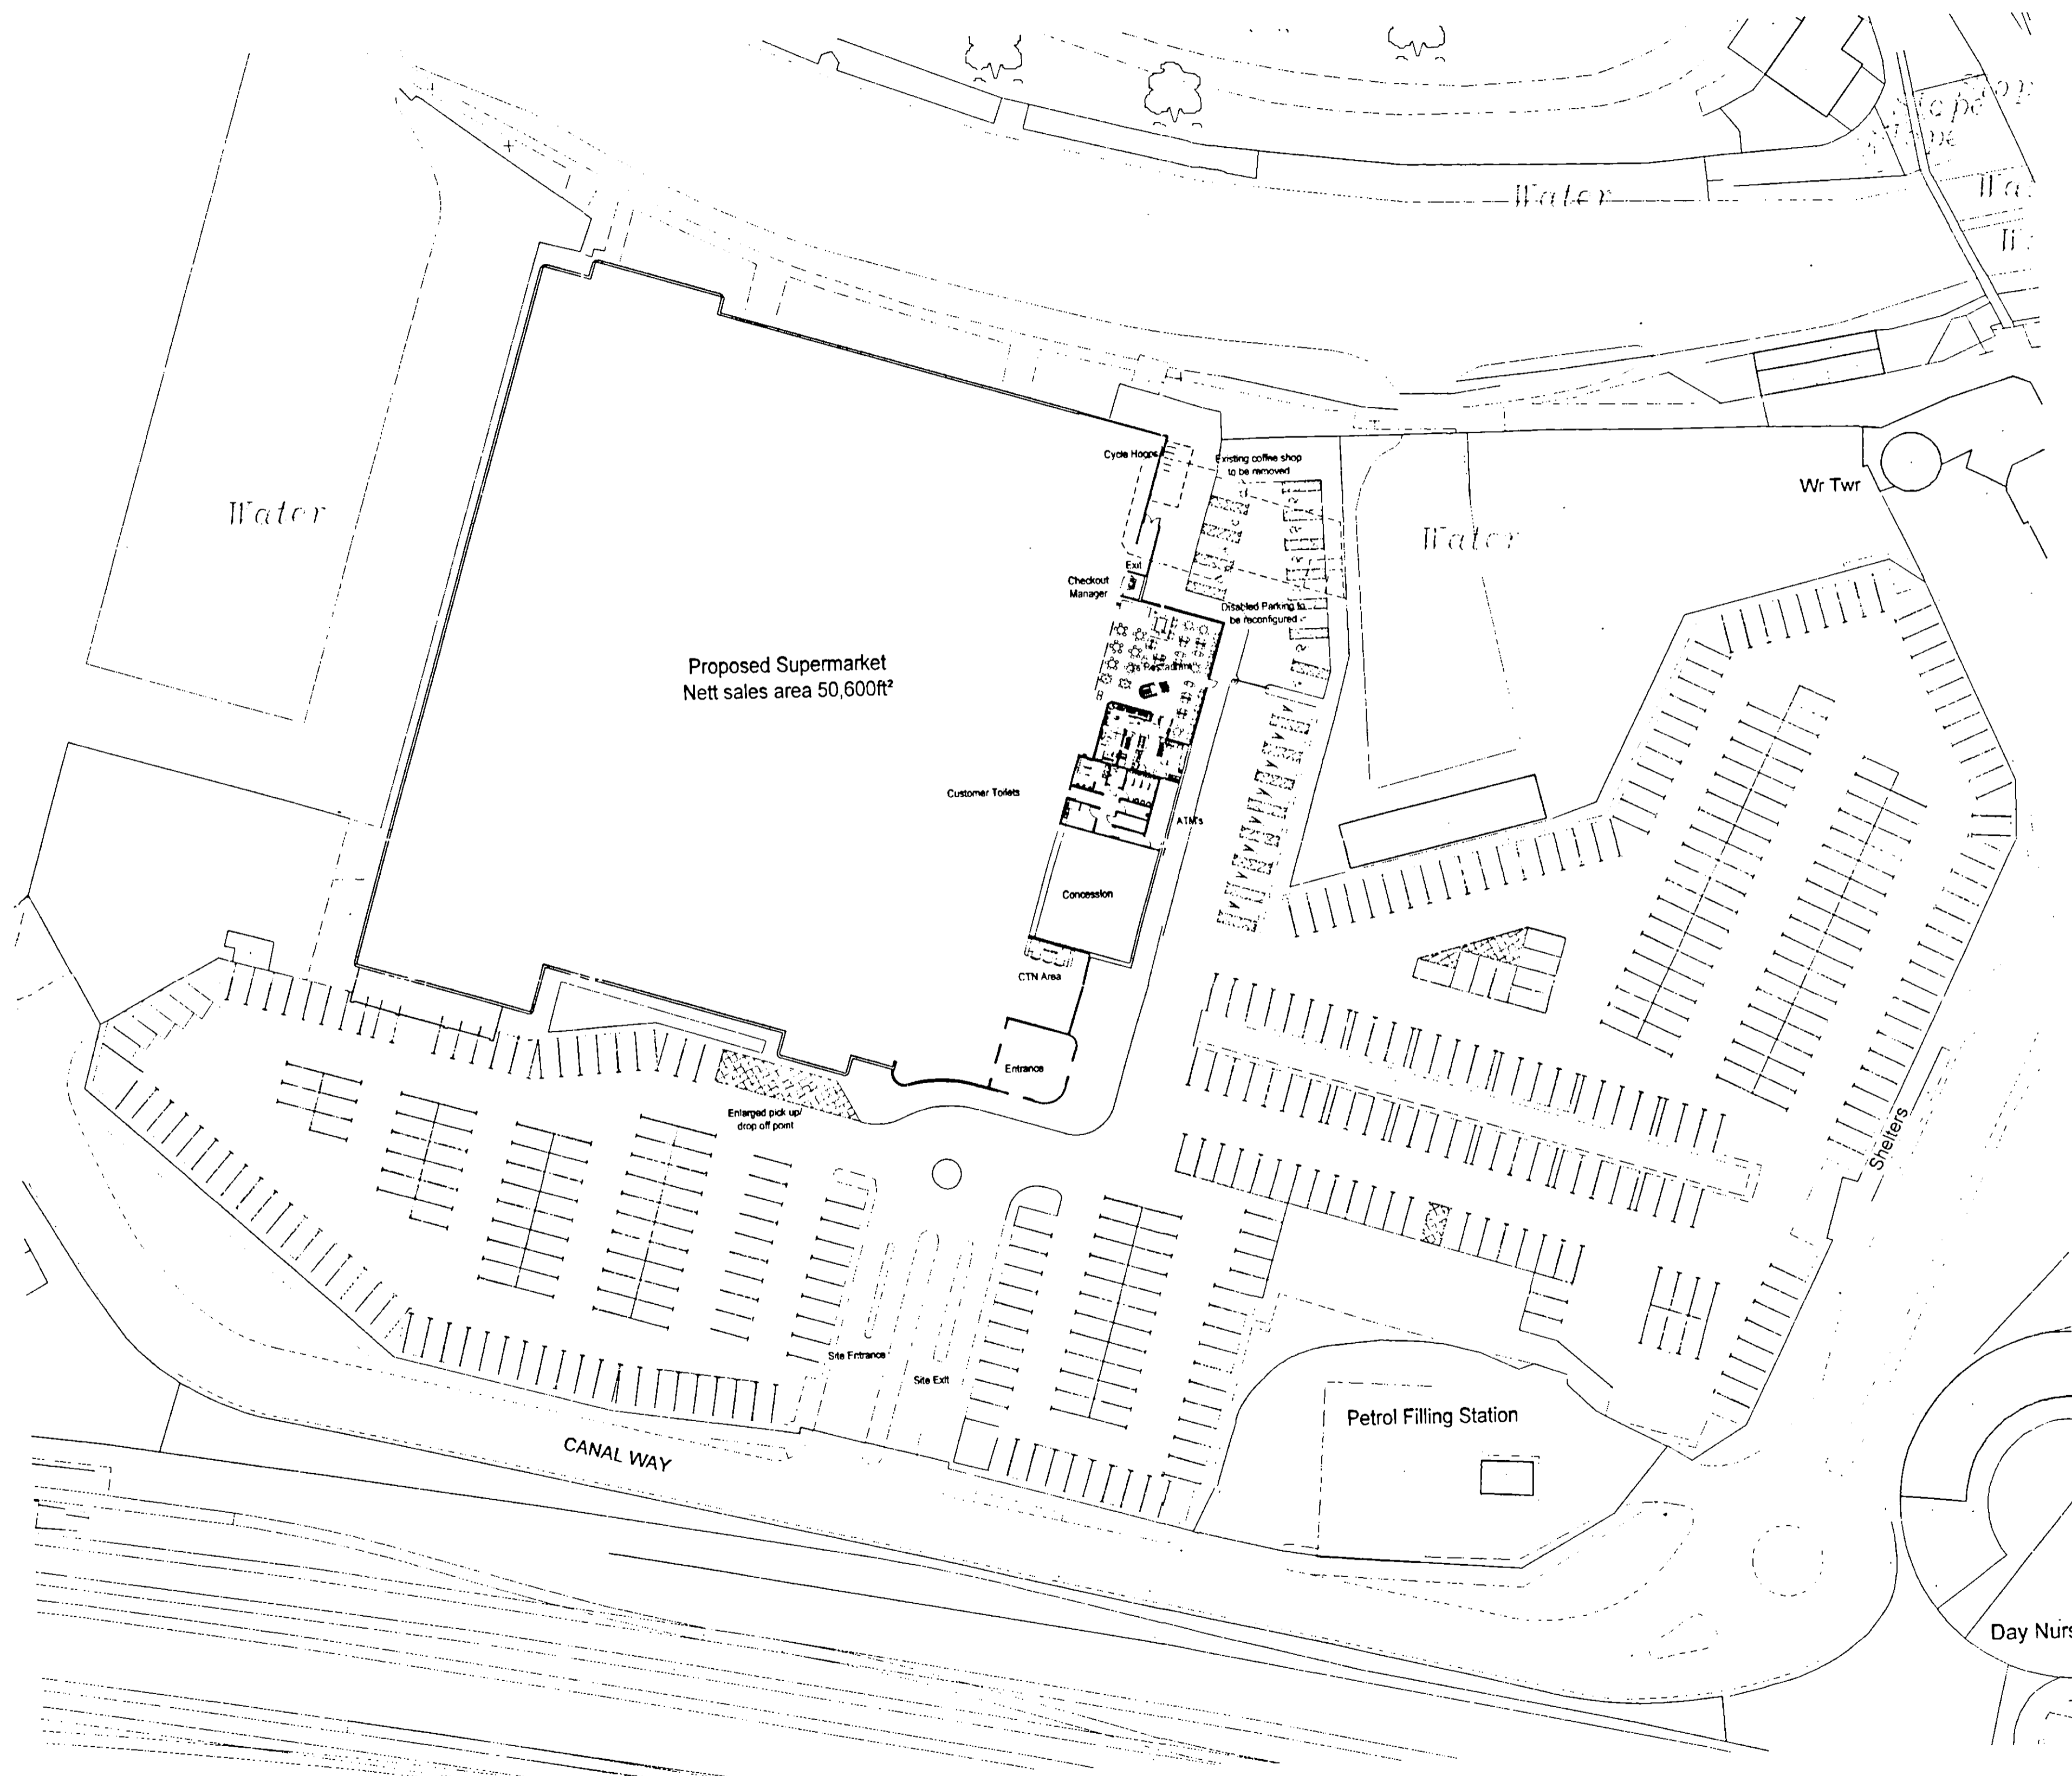 Slope
Water
Wr Twr
Water
Water
Cycle Hoops
Existing coffee shop
to be removed
Exit
Checkout
Manager
Disabled Parking to
be reconfigured
Proposed Supermarket
Nett sales area 50,600ft²
Customer Toilets
ATM's
Concession
CTN Area
Entrance
Enlarged pick up/
drop off point
Shelters
Site Entrance
Site Exit
Petrol Filling Station
CANAL WAY
Day Nurs